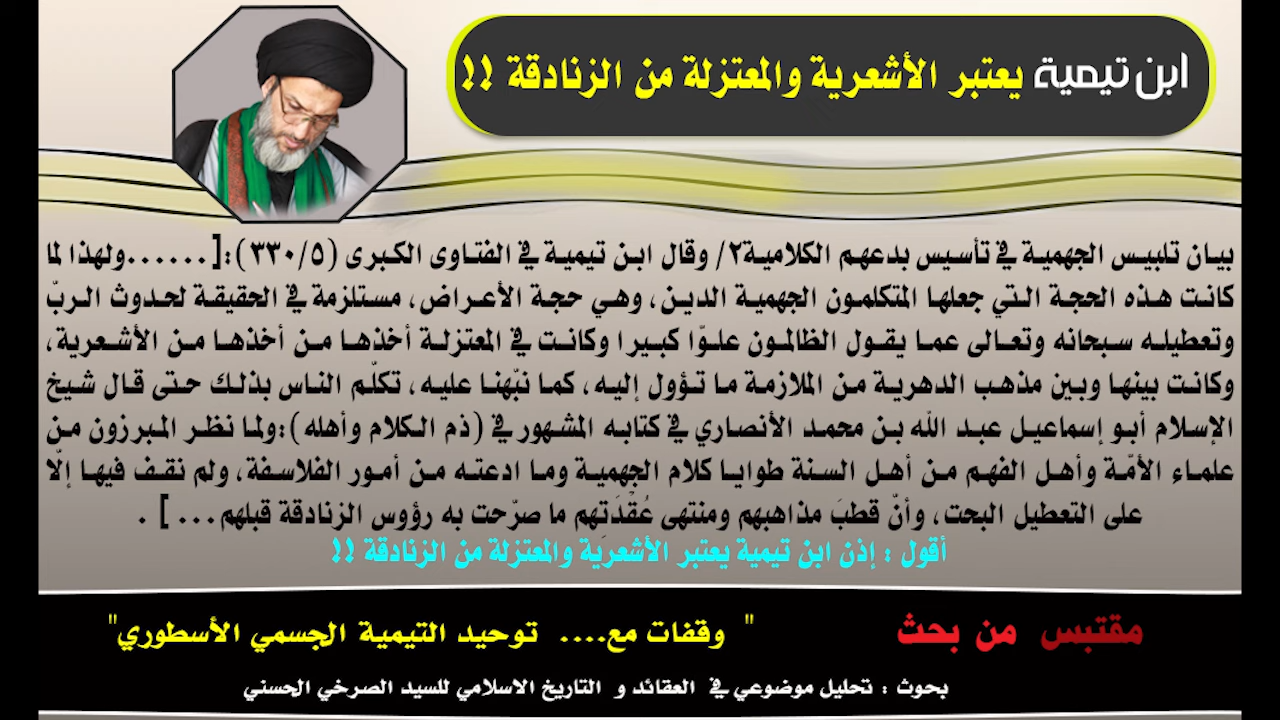 ابن تيمية يعتبر الأشعرية والمعتزلة من الزنادقة !!
بيان تلبيس الجهمية في تأسيس بدعهم الكلامية٢/ وقال ابن تيمية في الفتاوى الكبرى (٣٣٠/٥):[......ولهذا لما
كانت هذه الحجة التي جعلها المتكلمون الجهمية الدين، وهي حجة الأعراض، مستلزمة في الحقيقة لحدوث الربّ
وتعطيله سبحانه وتعالى عما يقول الظالمون علوّا كبيرا وكانت في المعتزلة أخذها من أخذها من الأشعرية،
وكانت بينها وبين مذهب الدهرية من الملازمة ما تؤول إليه، كما نبّهنا عليه، تكلّم الناس بذلك حتى قال شيخ
الإسلام أبو إسماعيل عبد الله بن محمد الأنصاري في كتابه المشهور في (ذم الكلام وأهله):ولما نظر المبرزون من
علماء الأمّة وأهل الفهم من أهل السنة طوايا كلام الجهمية وما ادعته من أمور الفلاسفة، ولم نقف فيها إلّا
على التعطيل البحت، وأنّ قطبَ مذاهبهم ومنتهى عُقْدَتِهم ما صرّحت به رؤوس الزنادقة قبلهم... ] .
أقول : إذن ابن تيمية يعتبر الأشعرية والمعتزلة من الزنادقة !!
مقتبس من بحث " وقفات مع.... توحيد التيمية الجسمي الأسطوري"
بحوث : تحليل موضوعي في العقائد و التاريخ الاسلامي للسيد الصرخي الحسني